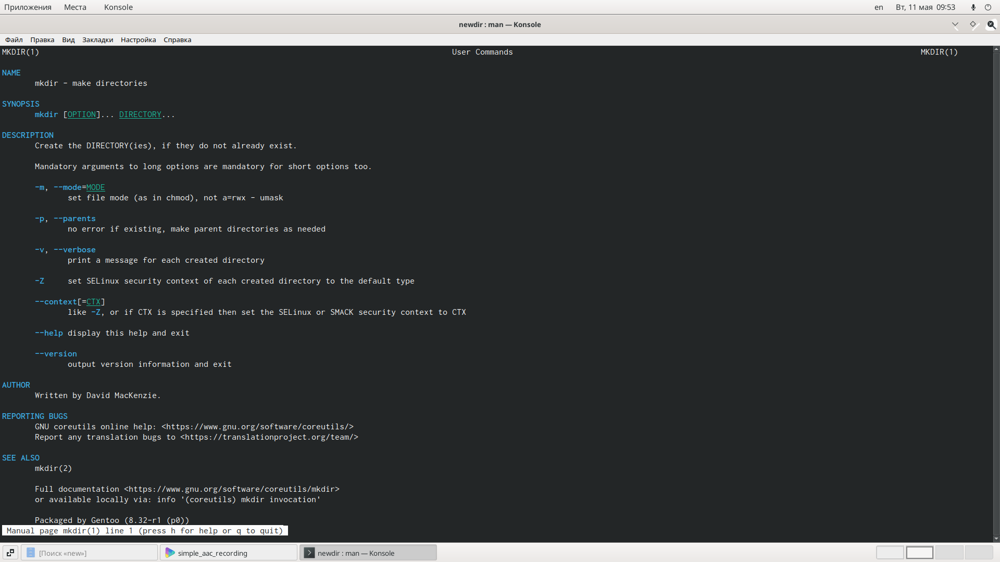 Приложения Места Konsole en Вт, 11 мая 09:53
newdir : man — Konsole
Файл Правка Вид Закладки Настройка Справка
MKDIR(1) User Commands MKDIR(1)
NAME
mkdir - make directories
SYNOPSIS
mkdir [OPTION]... DIRECTORY...
DESCRIPTION
Create the DIRECTORY(ies), if they do not already exist.
Mandatory arguments to long options are mandatory for short options too.
-m, --mode=MODE
set file mode (as in chmod), not a=rwx - umask
-p, --parents
no error if existing, make parent directories as needed
-v, --verbose
print a message for each created directory
-Z set SELinux security context of each created directory to the default type
--context[=CTX]
like -Z, or if CTX is specified then set the SELinux or SMACK security context to CTX
--help display this help and exit
--version
output version information and exit
AUTHOR
Written by David MacKenzie.
REPORTING BUGS
GNU coreutils online help: <https://www.gnu.org/software/coreutils/>
Report any translation bugs to <https://translationproject.org/team/>
SEE ALSO
mkdir(2)
Full documentation <https://www.gnu.org/software/coreutils/mkdir>
or available locally via: info '(coreutils) mkdir invocation'
Packaged by Gentoo (8.32-r1 (p0))
Manual page mkdir(1) line 1 (press h for help or q to quit)
[Поиск «new»] simple_aac_recording newdir : man — Konsole